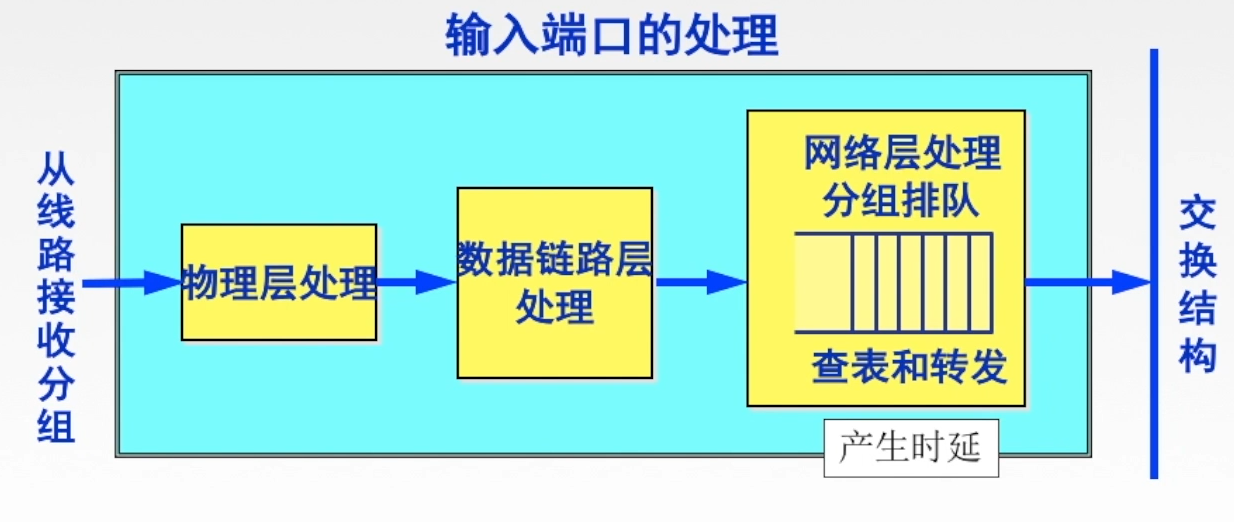 输入端口的处理
从线路接收分组
物理层处理
数据链路层
处理
网络层处理
分组排队
查表和转发
产生时延
交换结构